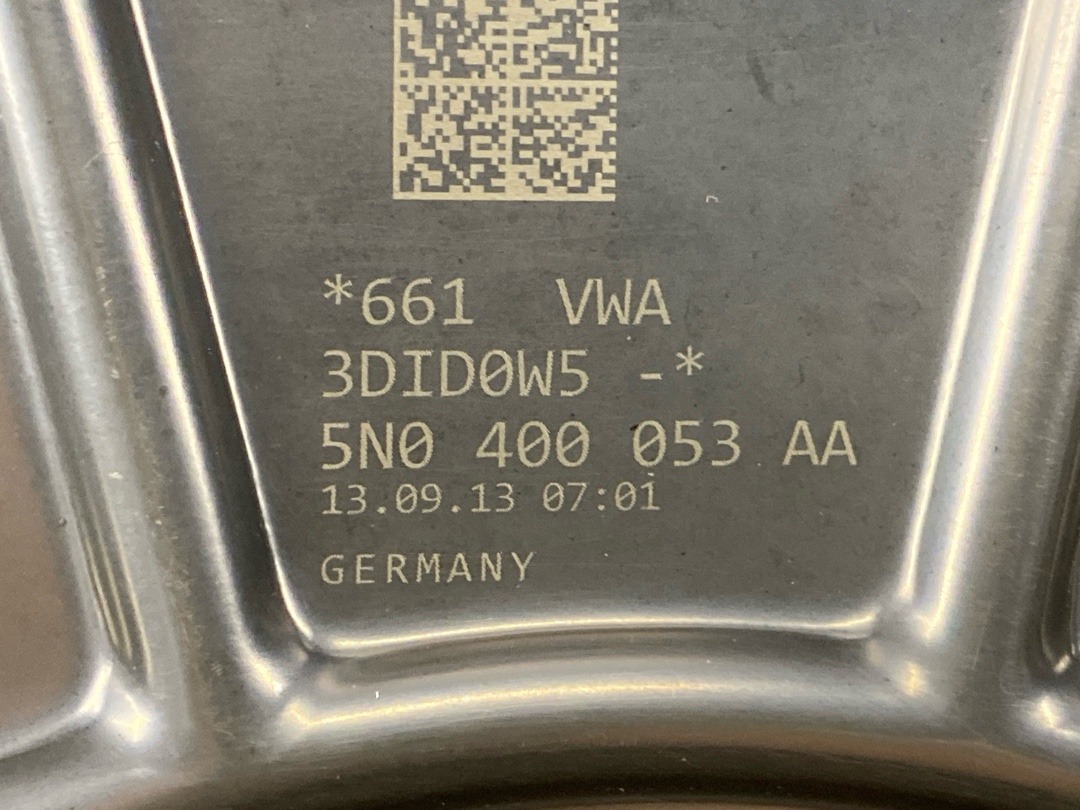 *661  VWA
3DID0W5 -*
5N0 400 053 AA
13.09.13 07:01
GERMANY